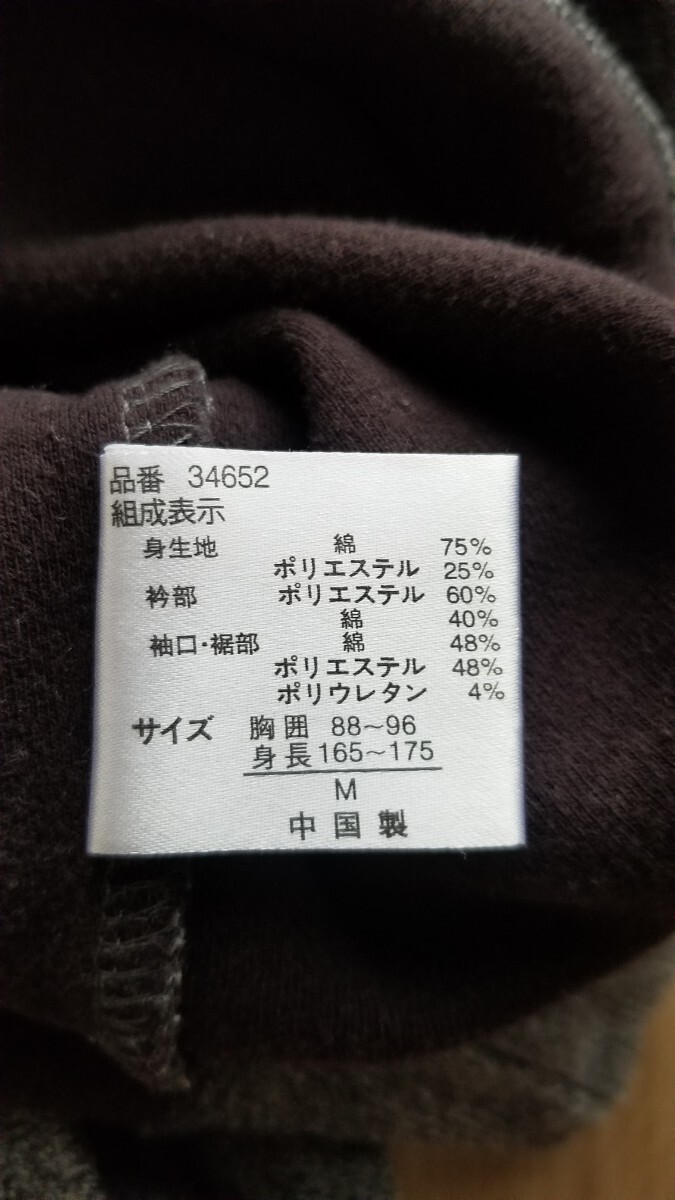 品番 34652
組成表示
身生地 綿 75%
ポリエステル 25%
衿部 ポリエステル 60%
綿 40%
袖口・裾部 綿 48%
ポリエステル 48%
ポリウレタン 4%
サイズ 胸囲 88~96
身長 165~175
M
中国製